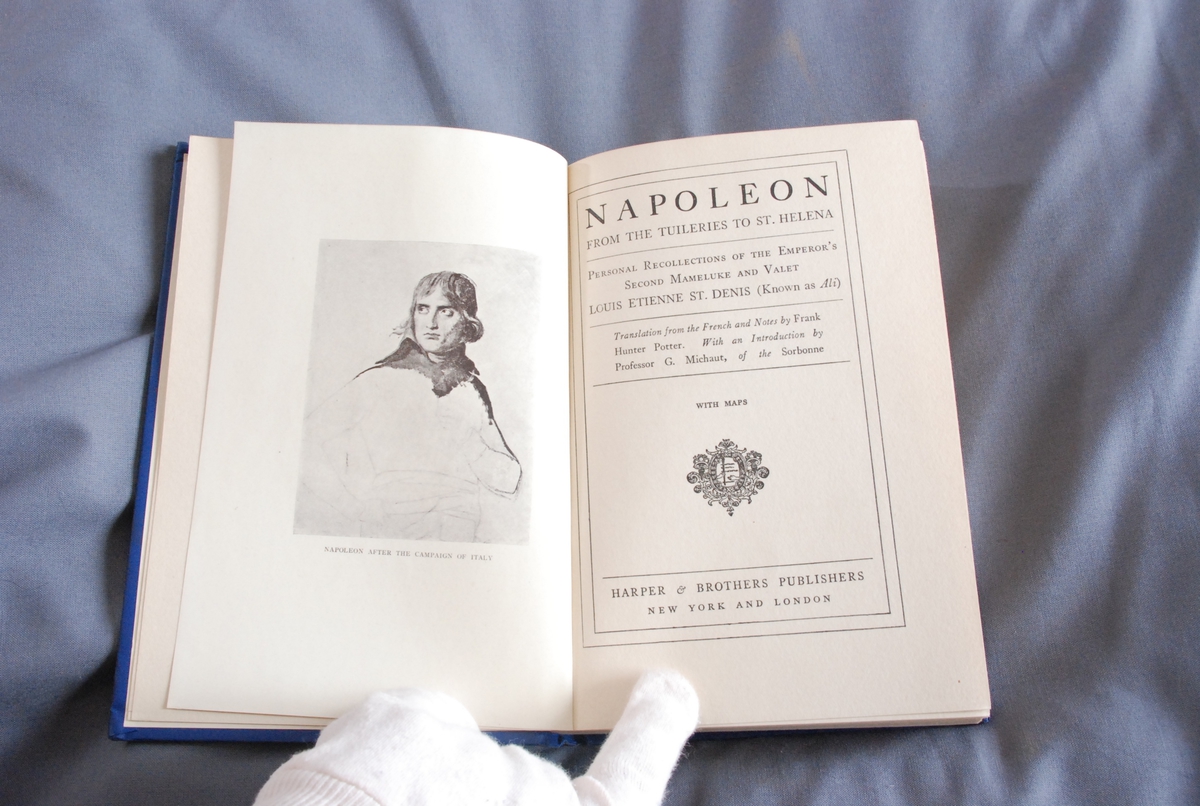 NAPOLEON AFTER THE CAMPAIGN OF ITALY
NAPOLEON
FROM THE TUILERIES TO ST. HELENA
PERSONAL RECOLLECTIONS OF THE EMPEROR'S
SECOND MAMELUKE AND VALET
LOUIS ETIENNE ST. DENIS (Known as Ali)
Translation from the French and Notes by Frank
Hunter Potter. With an Introduction by
Professor G. Michaut, of the Sorbonne
WITH MAPS
HARPER & BROTHERS PUBLISHERS
NEW YORK AND LONDON